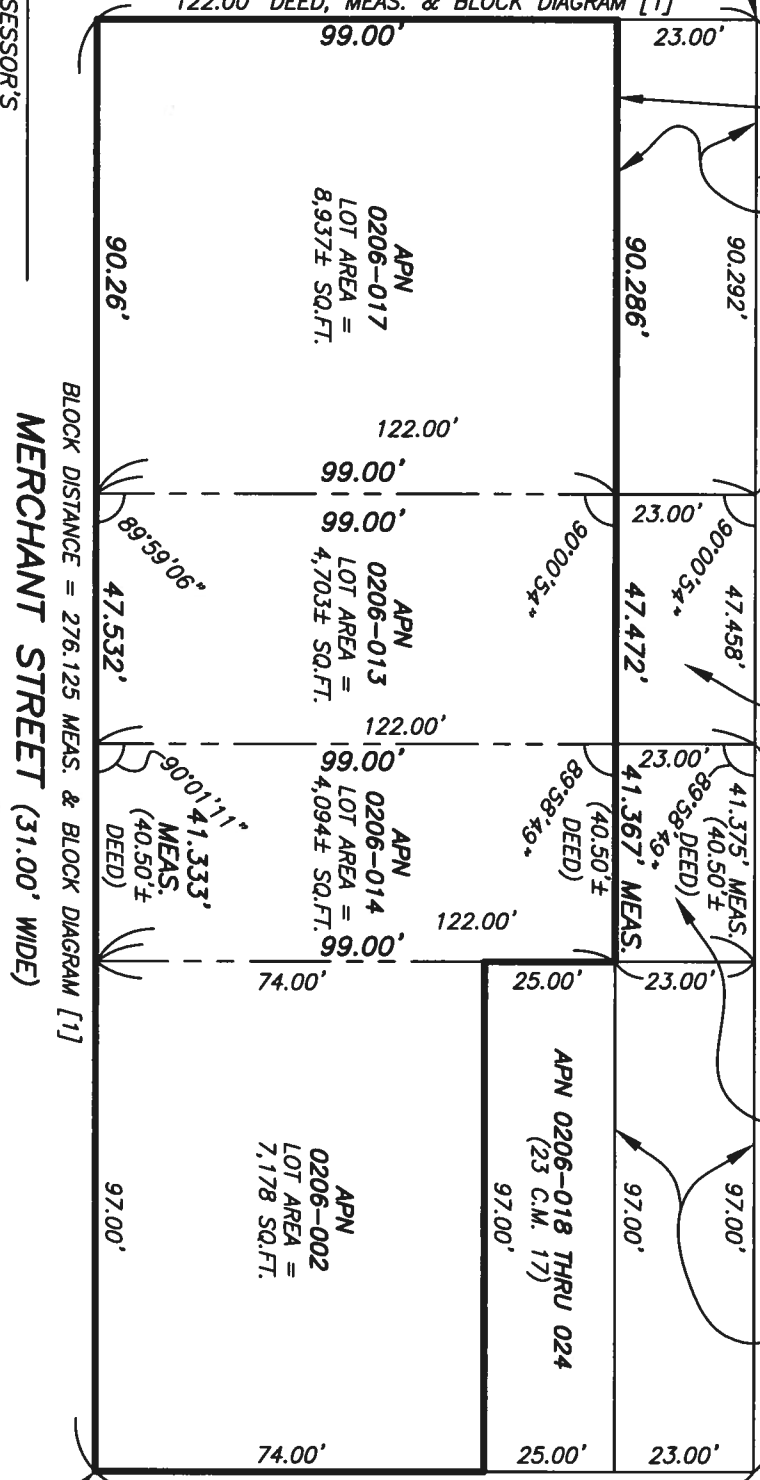 122.00' DEED, MEAS. & BLOCK DIAGRAM [1]
99.00'
23.00'
90.26'
APN
0206-017
LOT AREA =
8,937± SQ.FT.
90.286'
90.292'
122.00'
99.00'
99.00'
23.00'
89°59'06"
90°00'54"
90°00'54"
47.532'
APN
0206-013
LOT AREA =
4,703± SQ.FT.
47.472'
47.458'
122.00'
99.00'
23.00'
90°01'11"
89°58'49"
89°58'49"
41.333'
MEAS.
(40.50'±
DEED)
APN
0206-014
LOT AREA =
4,094± SQ.FT.
(40.50'±
DEED)
41.367' MEAS.
41.375' MEAS.
(40.50'±
DEED)
122.00'
99.00'
74.00'
25.00'
23.00'
97.00'
APN
0206-002
LOT AREA =
7,178 SQ.FT.
97.00'
APN 0206-018 THRU 024
(23 C.M. 17)
97.00'
97.00'
74.00'
25.00'
23.00'
BLOCK DISTANCE = 276.125 MEAS. & BLOCK DIAGRAM [1]
MERCHANT STREET (31.00' WIDE)